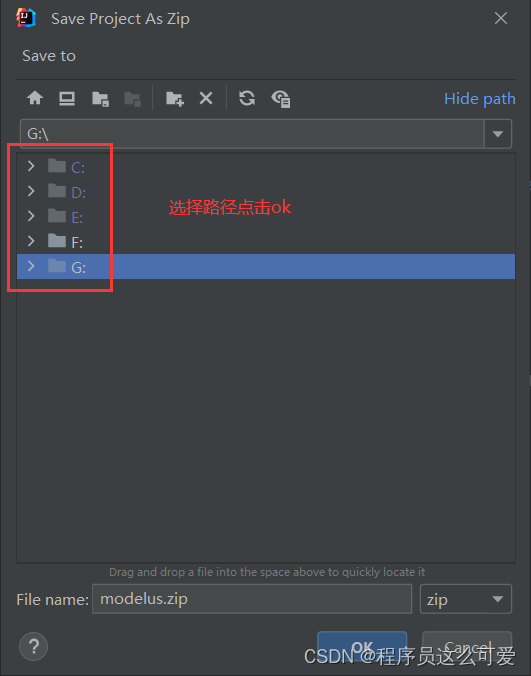 Save Project As Zip
Save to
Hide path
G:\
C:
D:
选择路径点击ok
E:
F:
G:
Drag and drop a file into the space above to quickly locate it
File name: modelus.zip zip
? OK Cancel
CSDN @程序员这么可爱